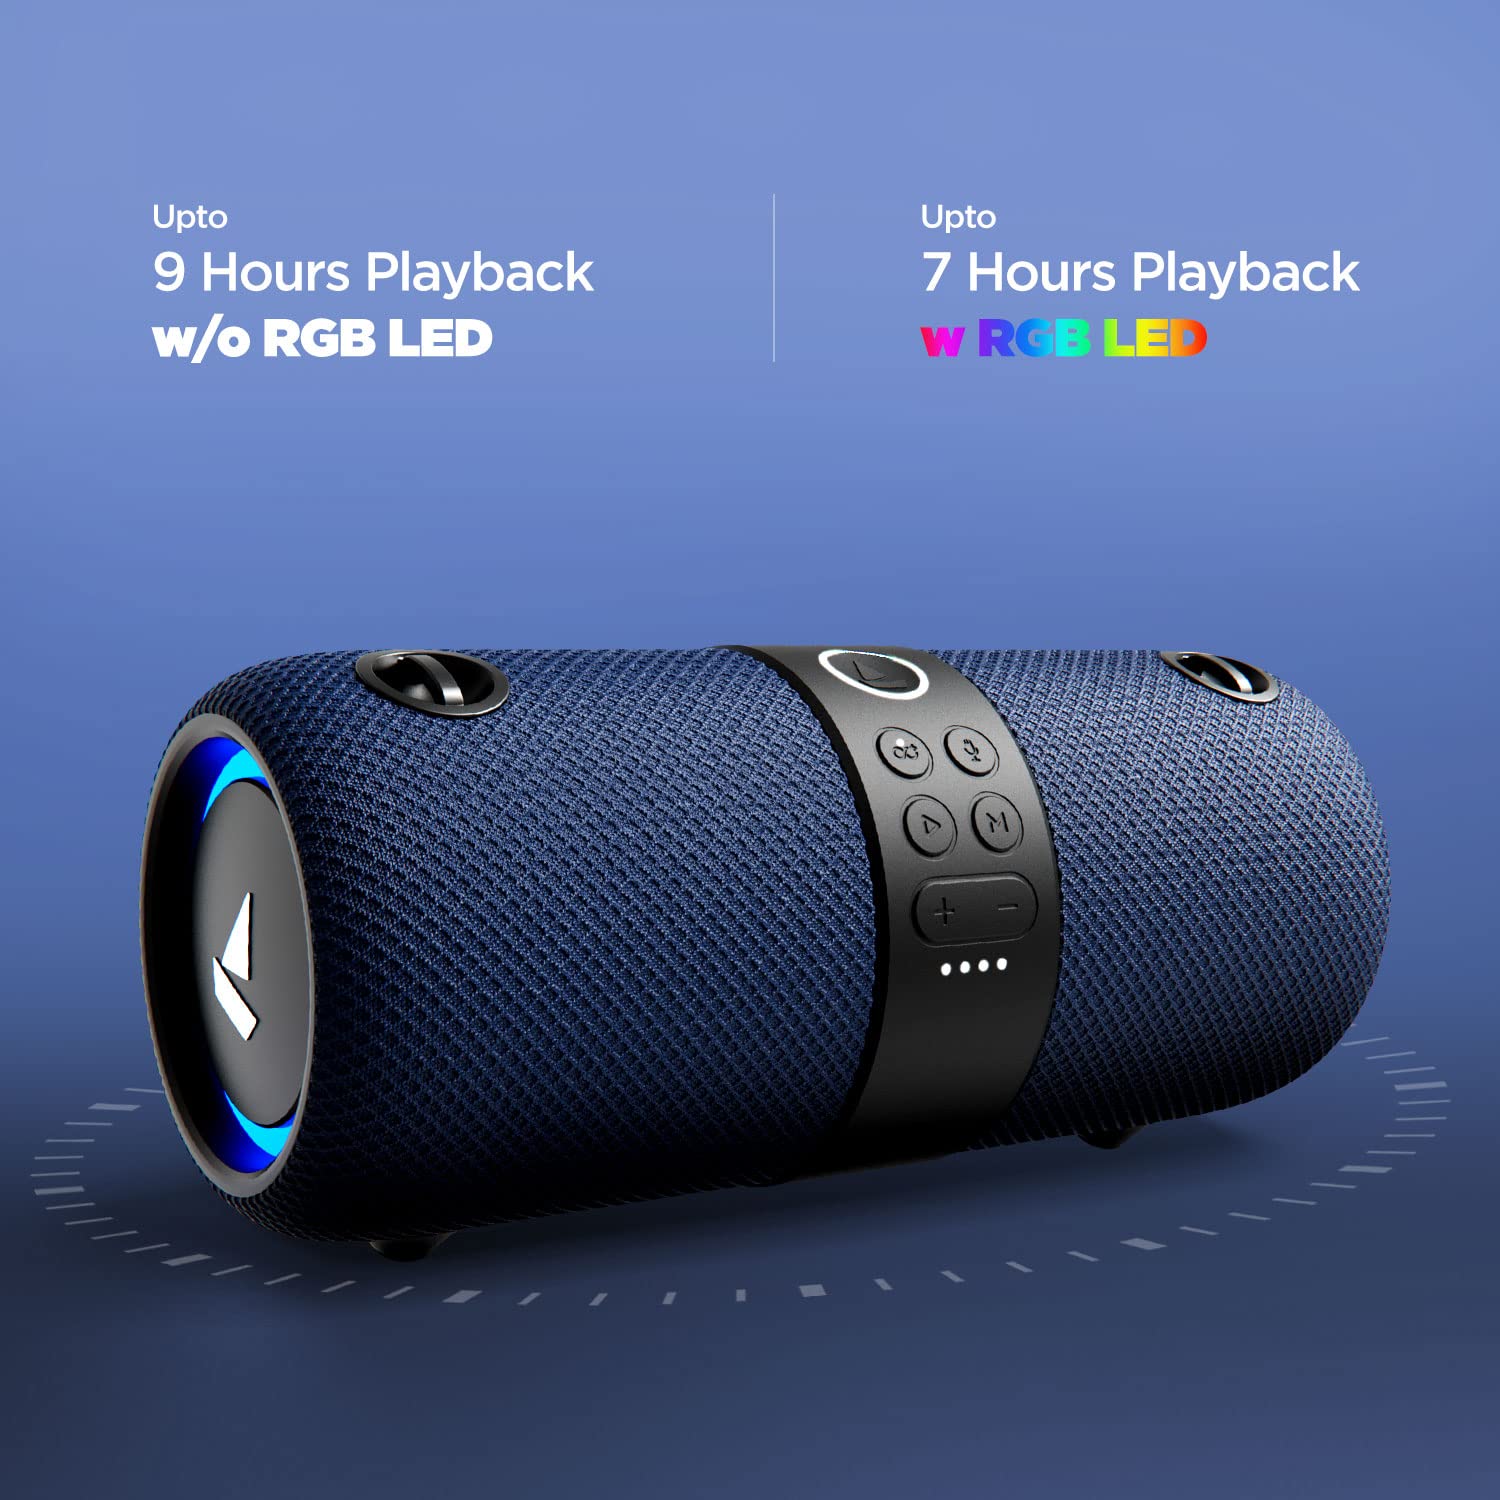 Upto
9 Hours Playback
w/o RGB LED
Upto
7 Hours Playback
w RGB LED
M
+ −